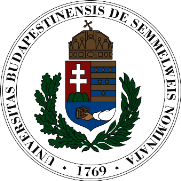 UNIVERSITAS BUDAPESTINENSIS DE SEMMELWEIS NOMINATA
· 1769 ·